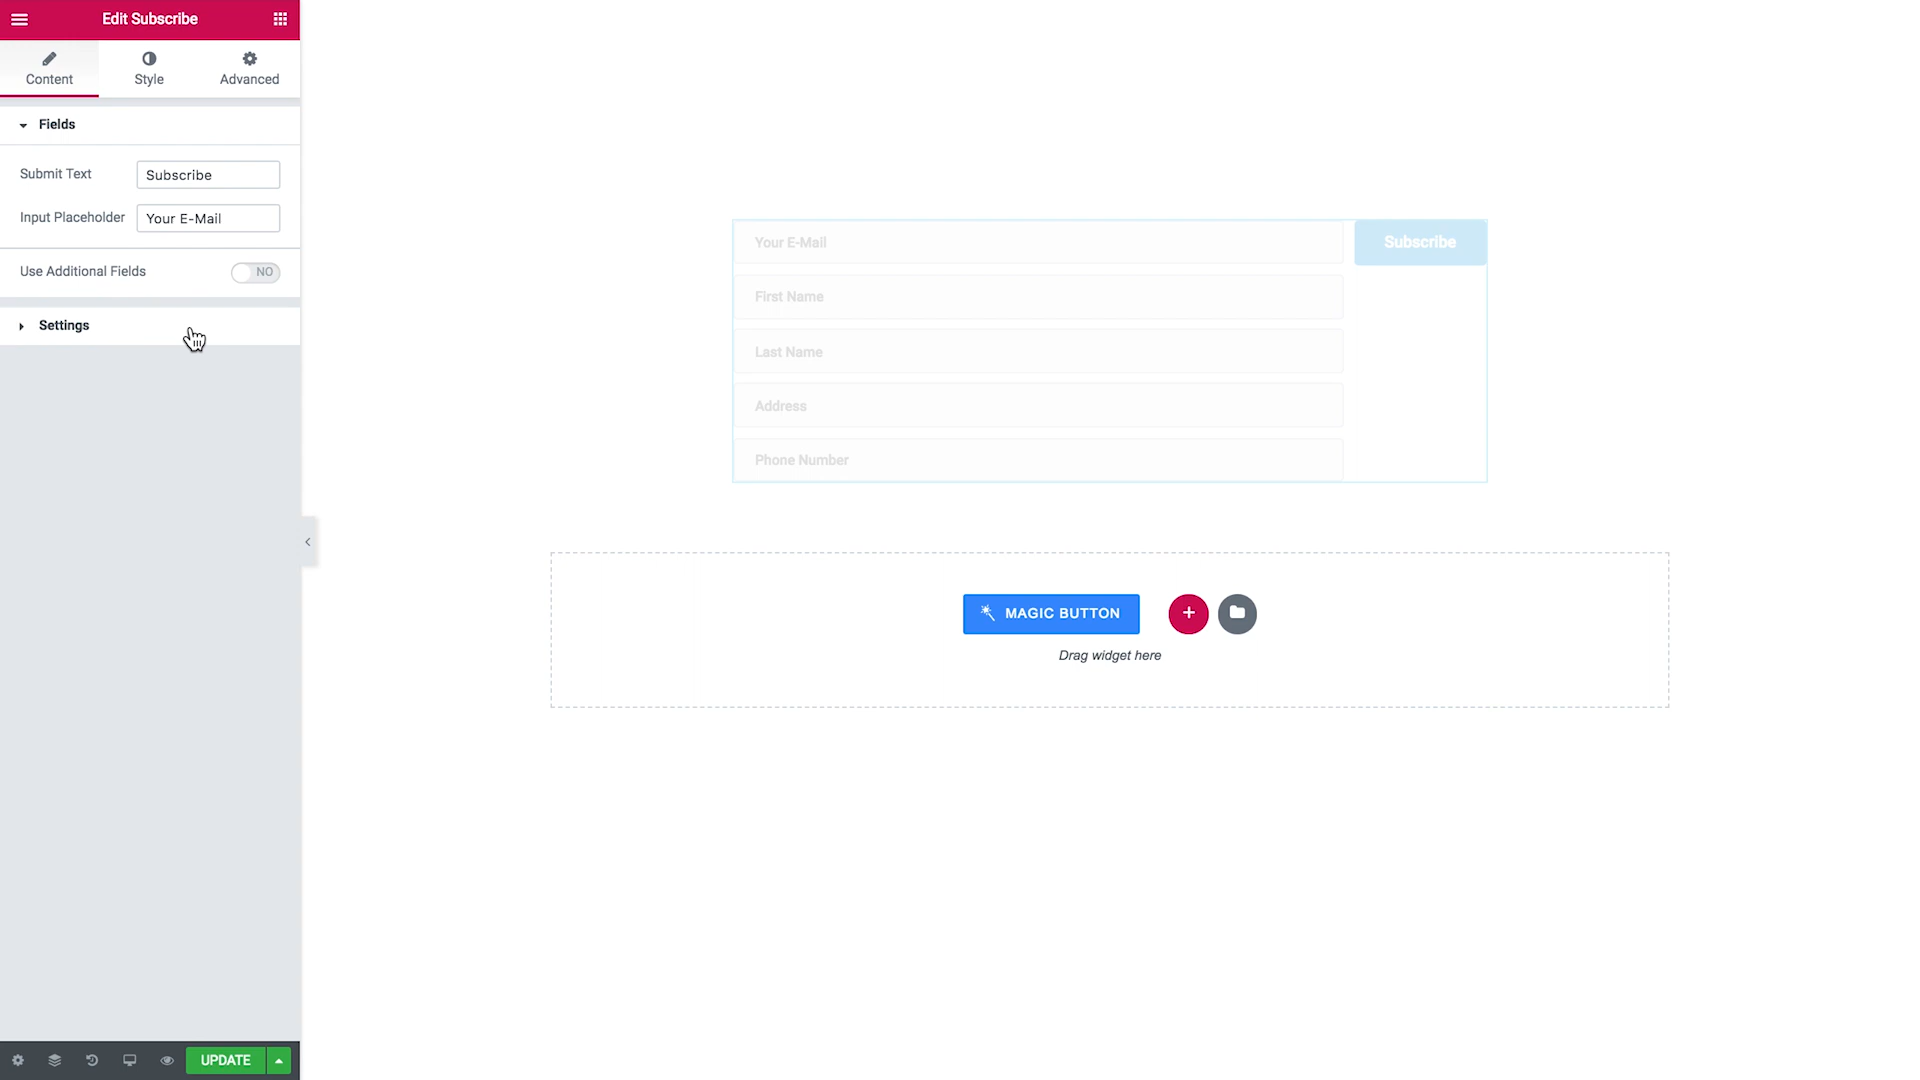 Edit Subscribe
Content
Style
Advanced
Fields
Submit Text
Subscribe
Input Placeholder
Your E-Mail
Use Additional Fields
NO
Settings
UPDATE
Your E-Mail
Subscribe
First Name
Last Name
Address
Phone Number
MAGIC BUTTON
Drag widget here